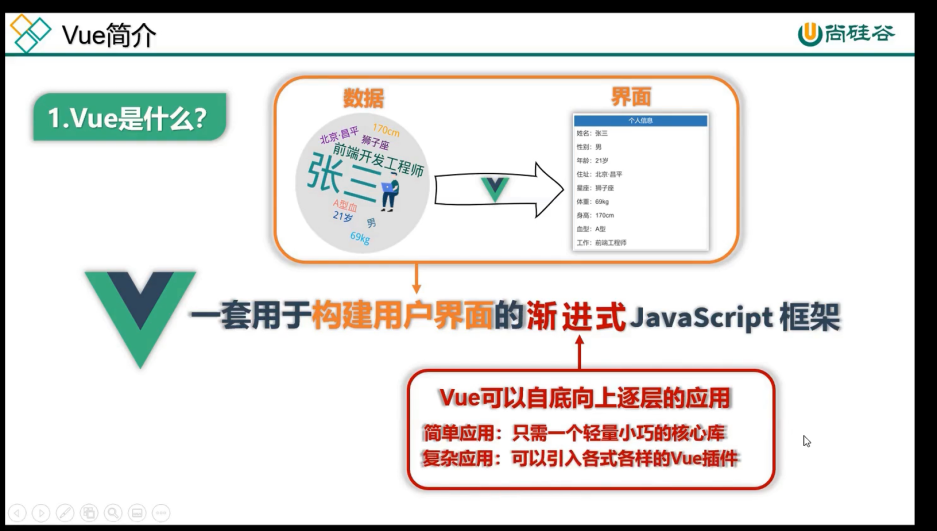 Vue简介
尚硅谷
1.Vue是什么?
数据
北京·昌平
170cm
狮子座
前端开发工程师
张三
A型血
21岁
男
69kg
界面
个人信息
姓名：张三
性别：男
年龄：21岁
住址：北京·昌平
星座：狮子座
体重：69kg
身高：170cm
血型：A型
工作：前端工程师
一套用于构建用户界面的渐进式JavaScript 框架
Vue可以自底向上逐层的应用
简单应用：只需一个轻量小巧的核心库
复杂应用：可以引入各式各样的Vue插件